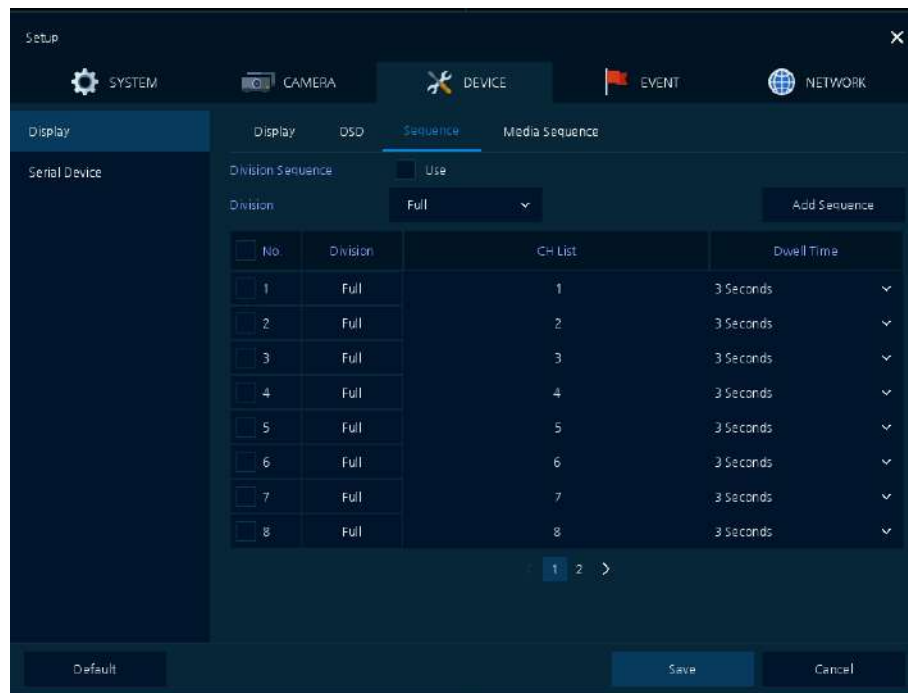 Setup
SYSTEM CAMERA DEVICE EVENT NETWORK
Display Display OSD Sequence Media Sequence
Serial Device Division Sequence Use
Division Full Add Sequence
No. Division CH List Dwell Time
1 Full 1 3 Seconds
2 Full 2 3 Seconds
3 Full 3 3 Seconds
4 Full 4 3 Seconds
5 Full 5 3 Seconds
6 Full 6 3 Seconds
7 Full 7 3 Seconds
8 Full 8 3 Seconds
1 2
Default Save Cancel